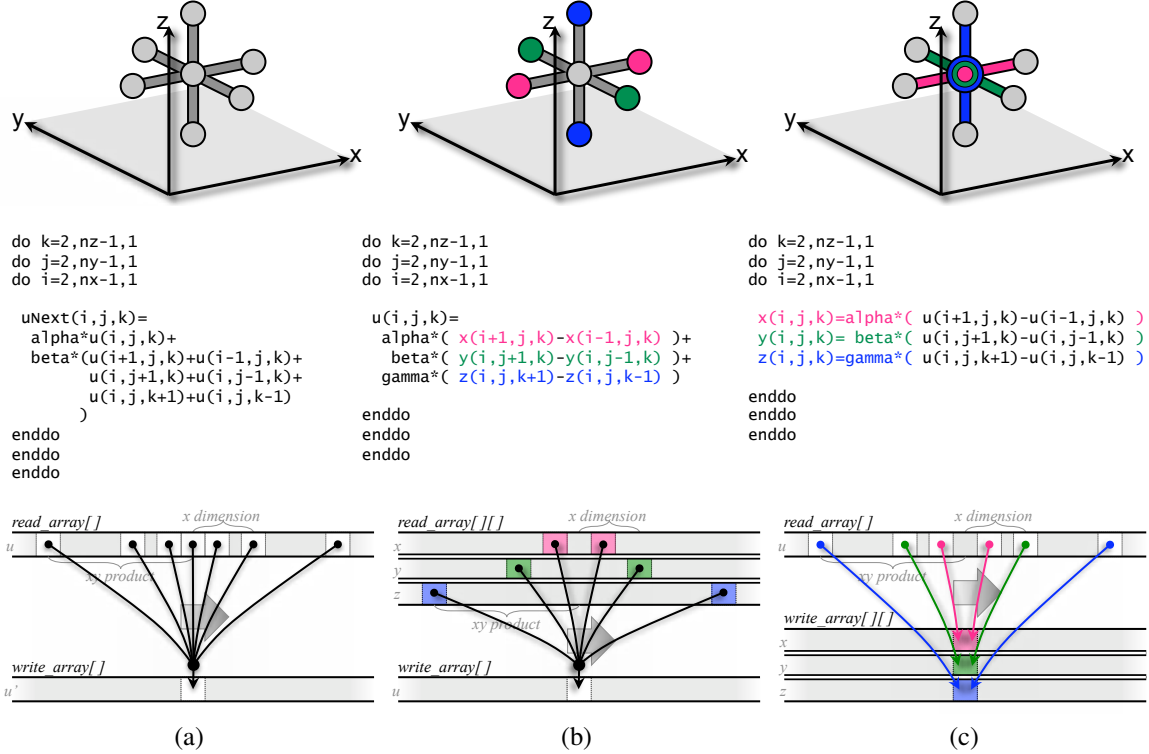 z
y
x
do k=2,nz-1,1
do j=2,ny-1,1
do i=2,nx-1,1
uNext(i,j,k)=
alpha*u(i,j,k)+
beta*(u(i+1,j,k)+u(i-1,j,k)+
u(i,j+1,k)+u(i,j-1,k)+
u(i,j,k+1)+u(i,j,k-1)
)
enddo
enddo
enddo
read_array[ ]
x dimension
u
xy product
write_array[ ]
u'
(a)
z
y
x
do k=2,nz-1,1
do j=2,ny-1,1
do i=2,nx-1,1
u(i,j,k)=
alpha*( x(i+1,j,k)-x(i-1,j,k) )+
beta*( y(i,j+1,k)-y(i,j-1,k) )+
gamma*( z(i,j,k+1)-z(i,j,k-1) )
enddo
enddo
enddo
read_array[ ][ ]
x dimension
x
y
z
xy product
write_array[ ]
u
(b)
z
y
x
do k=2,nz-1,1
do j=2,ny-1,1
do i=2,nx-1,1
x(i,j,k)=alpha*( u(i+1,j,k)-u(i-1,j,k) )
y(i,j,k)= beta*( u(i,j+1,k)-u(i,j-1,k) )
z(i,j,k)=gamma*( u(i,j,k+1)-u(i,j,k-1) )
enddo
enddo
enddo
read_array[ ]
x dimension
u
xy product
write_array[ ][ ]
x
y
z
(c)